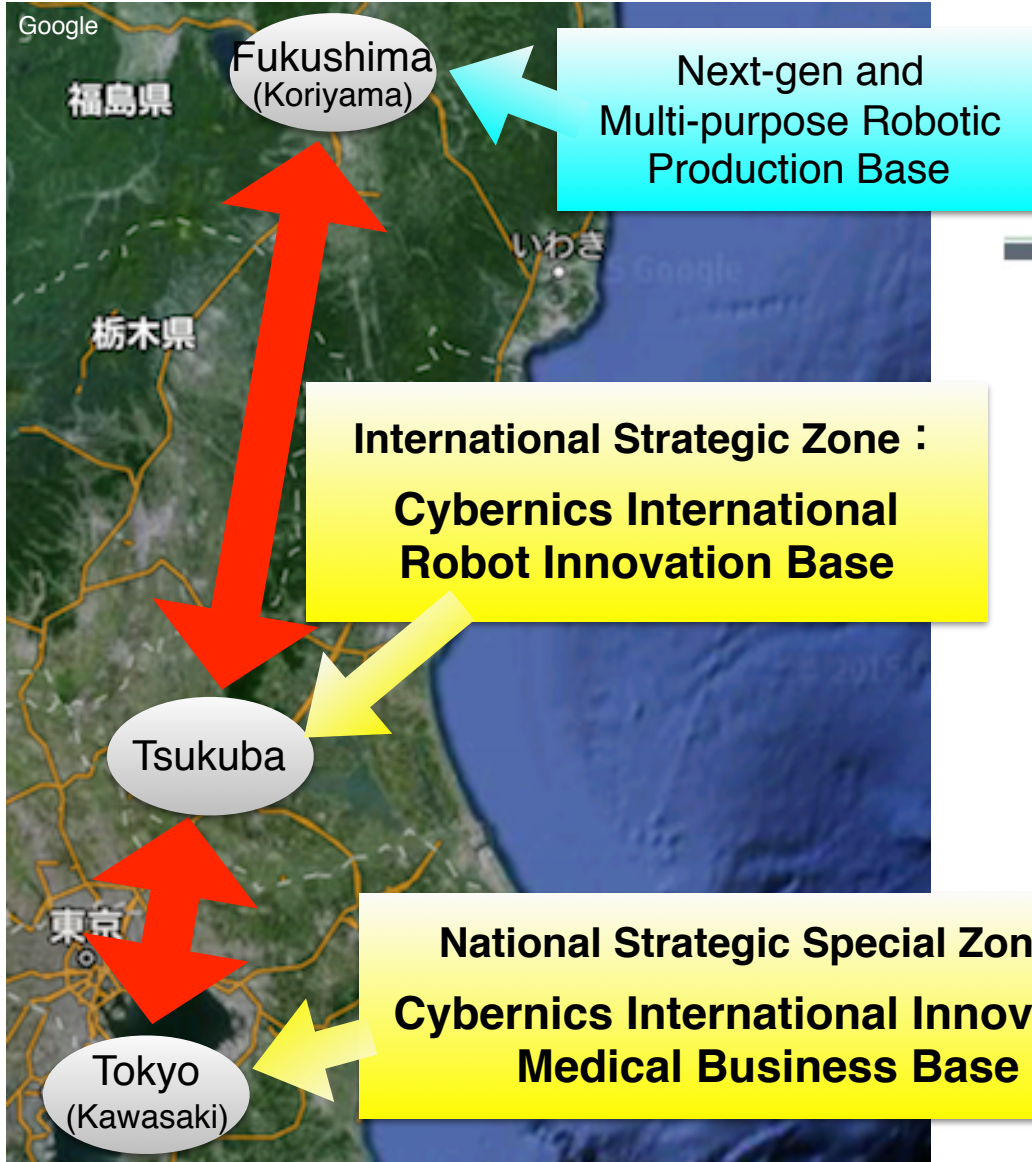 Google
Fukushima
(Koriyama)
福島県
Next-gen and
Multi-purpose Robotic
Production Base
いわき
Google
栃木県
International Strategic Zone：
Cybernics International
Robot Innovation Base
2015
Tsukuba
東京
National Strategic Special Zon
Cybernics International Innov
Medical Business Base
Tokyo
(Kawasaki)